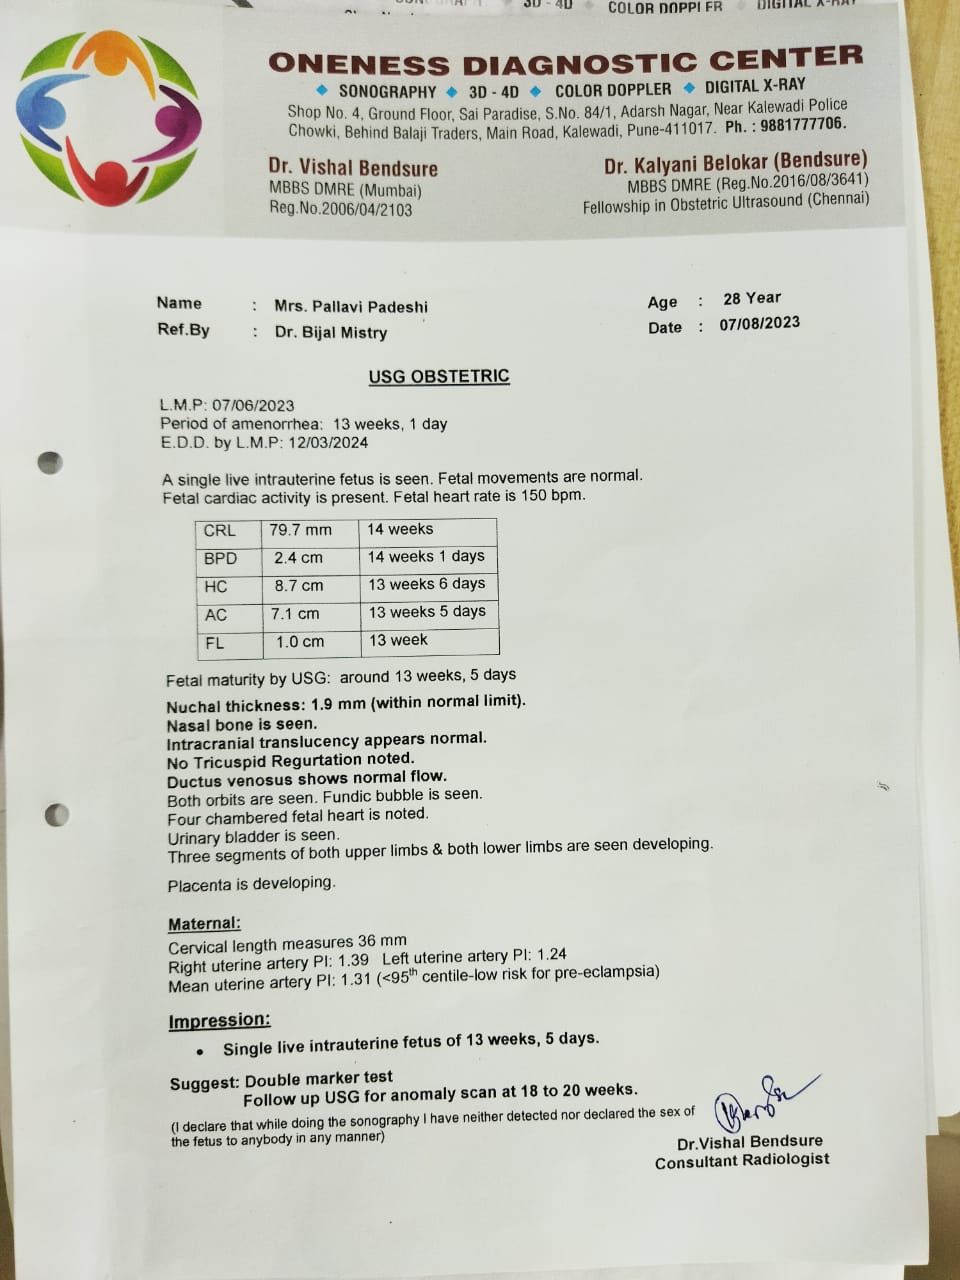 3D - 4D COLOR DOPPLER DIGITAL X-RAY
ONENESS DIAGNOSTIC CENTER
SONOGRAPHY 3D - 4D COLOR DOPPLER DIGITAL X-RAY
Shop No. 4, Ground Floor, Sai Paradise, S.No. 84/1, Adarsh Nagar, Near Kalewadi Police
Chowki, Behind Balaji Traders, Main Road, Kalewadi, Pune-411017. Ph. : 9881777706.
Dr. Vishal Bendsure
MBBS DMRE (Mumbai)
Reg.No.2006/04/2103
Dr. Kalyani Belokar (Bendsure)
MBBS DMRE (Reg.No.2016/08/3641)
Fellowship in Obstetric Ultrasound (Chennai)
Name : Mrs. Pallavi Padeshi Age : 28 Year
Ref.By : Dr. Bijal Mistry Date : 07/08/2023
USG OBSTETRIC
L.M.P: 07/06/2023
Period of amenorrhea: 13 weeks, 1 day
E.D.D. by L.M.P: 12/03/2024
A single live intrauterine fetus is seen. Fetal movements are normal.
Fetal cardiac activity is present. Fetal heart rate is 150 bpm.
CRL 79.7 mm 14 weeks
BPD 2.4 cm 14 weeks 1 days
HC 8.7 cm 13 weeks 6 days
AC 7.1 cm 13 weeks 5 days
FL 1.0 cm 13 week
Fetal maturity by USG: around 13 weeks, 5 days
Nuchal thickness: 1.9 mm (within normal limit).
Nasal bone is seen.
Intracranial translucency appears normal.
No Tricuspid Regurtation noted.
Ductus venosus shows normal flow.
Both orbits are seen. Fundic bubble is seen.
Four chambered fetal heart is noted.
Urinary bladder is seen.
Three segments of both upper limbs & both lower limbs are seen developing.
Placenta is developing.
Maternal:
Cervical length measures 36 mm
Right uterine artery PI: 1.39 Left uterine artery PI: 1.24
Mean uterine artery PI: 1.31 (<95th centile-low risk for pre-eclampsia)
Impression:
• Single live intrauterine fetus of 13 weeks, 5 days.
Suggest: Double marker test
Follow up USG for anomaly scan at 18 to 20 weeks.
(I declare that while doing the sonography I have neither detected nor declared the sex of
the fetus to anybody in any manner)
Dr.Vishal Bendsure
Consultant Radiologist